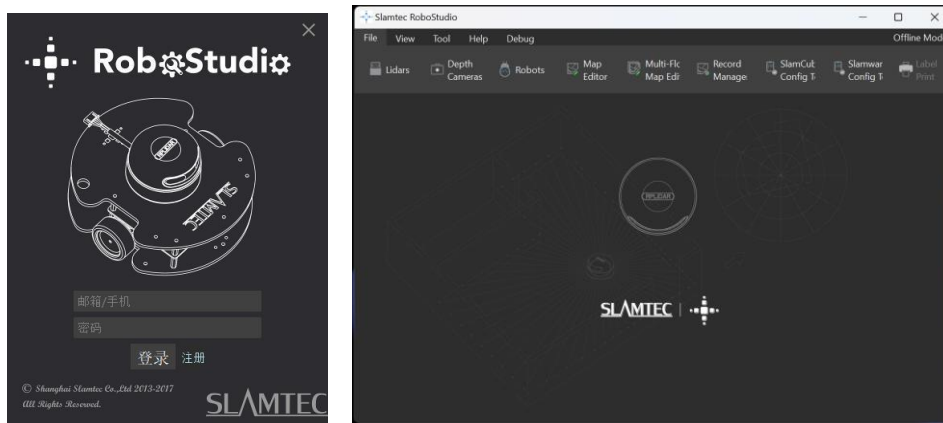 RoboStudio
SLAMTEC
邮箱/手机
密码
登录 注册
© Shanghai Slamtec Co.,Ltd 2013-2017
All Rights Reserved.
SLAMTEC
Slamtec RoboStudio
File View Tool Help Debug Offline Mod
Lidars
Depth
Cameras
Robots
Map
Editor
Multi-Flo
Map Edi
Record
Manage
SlamCub
Config T
Slamwar
Config T
Label
Print
RPLIDAR
SLAMTEC